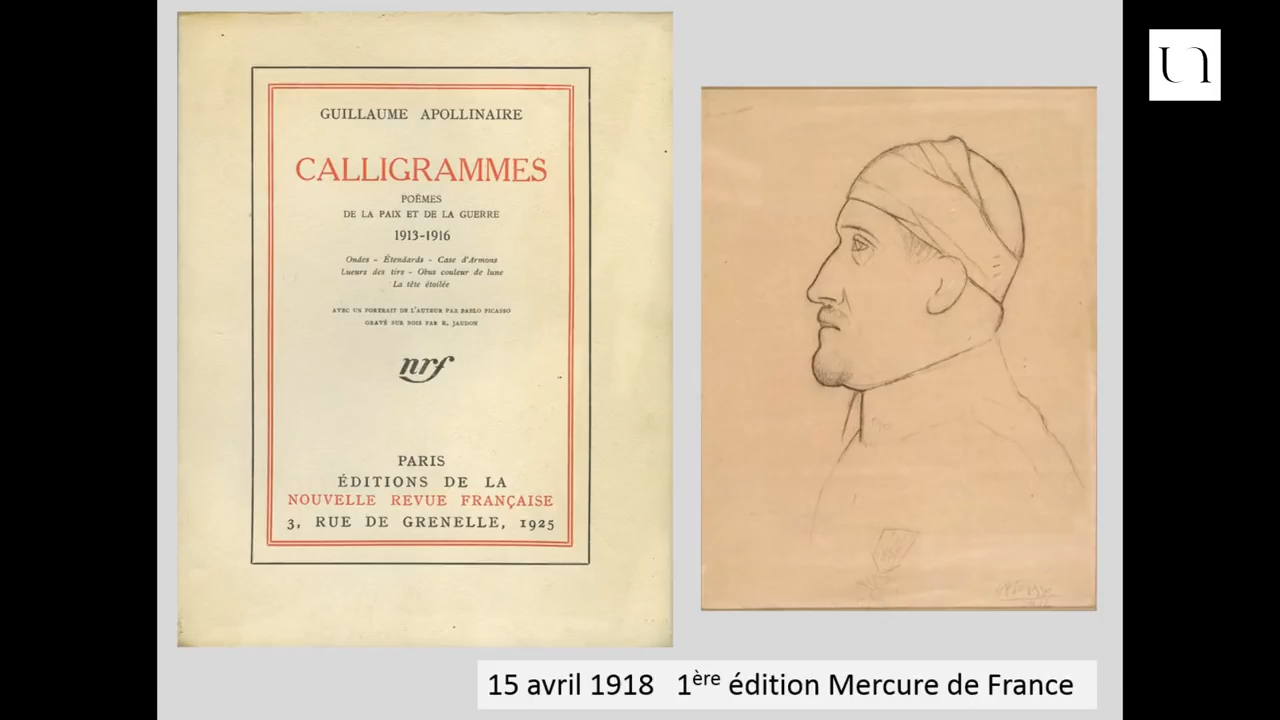 GUILLAUME APOLLINAIRE
CALLIGRAMMES
POÈMES
DE LA PAIX ET DE LA GUERRE
1913-1916
Ondes - Étendards - Case d'Armons
Lueurs des tirs - Obus couleur de lune
La tête étoilée
AVEC UN PORTRAIT DE L'AUTEUR PAR PABLO PICASSO
GRAVÉ SUR BOIS PAR R. JAUDON
nrf
PARIS
ÉDITIONS DE LA
NOUVELLE REVUE FRANÇAISE
3, RUE DE GRENELLE, 1925
15 avril 1918 1ère édition Mercure de France